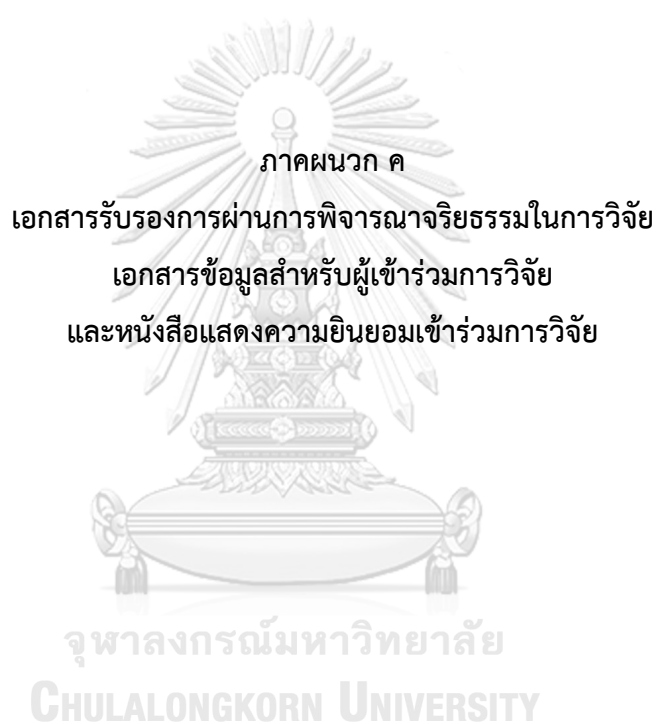 ภาคผนวก ค
เอกสารรับรองการผ่านการพิจารณาจริยธรรมในการวิจัย
เอกสารข้อมูลสำหรับผู้เข้าร่วมการวิจัย
และหนังสือแสดงความยินยอมเข้าร่วมการวิจัย
จุฬาลงกรณ์มหาวิทยาลัย
CHULALONGKORN UNIVERSITY